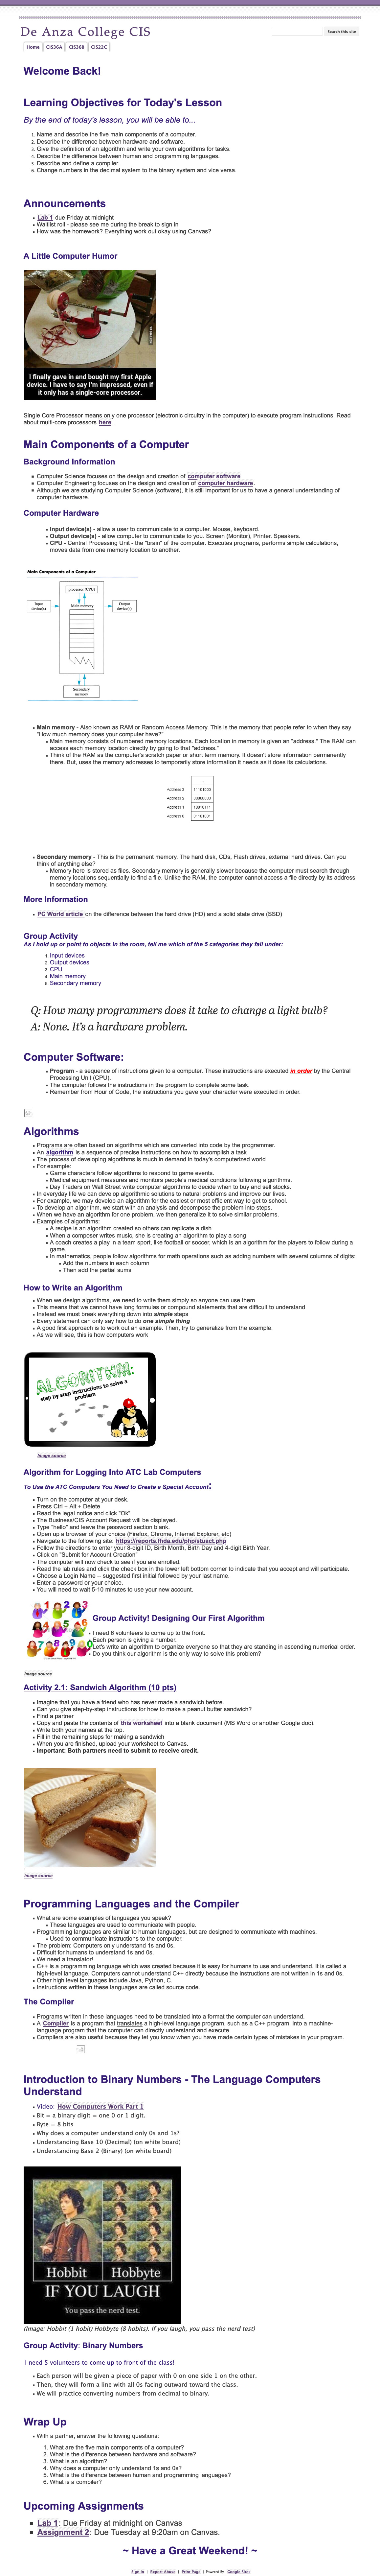 De Anza College CIS
Search this site
Home
CIS36A
CIS36B
CIS22C
Welcome Back!
Learning Objectives for Today's Lesson
By the end of today's lesson, you will be able to...
1. Name and describe the five main components of a computer.
2. Describe the difference between hardware and software.
3. Give the definition of an algorithm and write your own algorithms for tasks.
4. Describe the difference between human and programming languages.
5. Describe and define a compiler.
6. Change numbers in the decimal system to the binary system and vice versa.
Announcements
Lab 1 due Friday at midnight
Waitlist roll - please see me during the break to sign in
How was the homework? Everything work out okay using Canvas?
A Little Computer Humor
I finally gave in and bought my first Apple
device. I have to say I'm impressed, even if
it only has a single-core processor.
Single Core Processor means only one processor (electronic circuitry in the computer) to execute program instructions. Read
about multi-core processors here.
Main Components of a Computer
Background Information
Computer Science focuses on the design and creation of computer software
Computer Engineering focuses on the design and creation of computer hardware.
Although we are studying Computer Science (software), it is still important for us to have a general understanding of
computer hardware.
Computer Hardware
Input device(s) - allow a user to communicate to a computer. Mouse, keyboard.
Output device(s) - allow computer to communicate to you. Screen (Monitor), Printer. Speakers.
CPU - Central Processing Unit - the "brain" of the computer. Executes programs, performs simple calculations,
moves data from one memory location to another.
Main Components of a Computer
processor (CPU)
Input
device(s)
Main memory
Output
device(s)
Secondary
memory
Main memory - Also known as RAM or Random Access Memory. This is the memory that people refer to when they say
"How much memory does your computer have?"
Main memory consists of numbered memory locations. Each location in memory is given an "address." The RAM can
access each memory location directly by going to that "address."
Think of the RAM as the computer's scratch paper or short term memory. It doesn't store information permanently
there. But, uses the memory addresses to temporarily store information it needs as it does its calculations.
Address 3
Address 2
Address 1
Address 0
Secondary memory - This is the permanent memory. The hard disk, CDs, Flash drives, external hard drives. Can you
think of anything else?
Memory here is stored as files. Secondary memory is generally slower because the computer must search through
memory locations sequentially to find a file. Unlike the RAM, the computer cannot access a file directly by its address
in secondary memory.
More Information
PC World article on the difference between the hard drive (HD) and a solid state drive (SSD)
Group Activity
As I hold up or point to objects in the room, tell me which of the 5 categories they fall under:
1. Input devices
2. Output devices
3. CPU
4. Main memory
5. Secondary memory
Q: How many programmers does it take to change a light bulb?
A: None. It's a hardware problem.
Computer Software:
Program - a sequence of instructions given to a computer. These instructions are executed in order by the Central
Processing Unit (CPU).
The computer follows the instructions in the program to complete some task.
Remember from Hour of Code, the instructions you gave your character were executed in order.
Algorithms
Programs are often based on algorithms which are converted into code by the programmer.
An algorithm is a sequence of precise instructions on how to accomplish a task
The process of developing algorithms is much in demand in today's computerized world
For example:
Game characters follow algorithms to respond to game events.
Medical equipment measures and monitors people's medical conditions following algorithms.
Day Traders on Wall Street write computer algorithms to decide when to buy and sell stocks.
In everyday life we can develop algorithmic solutions to natural problems and improve our lives.
For example, we may develop an algorithm for the easiest or most efficient way to get to school.
To develop an algorithm, we start with an analysis and decompose the problem into steps.
When we have an algorithm for one problem, we then generalize it to solve similar problems.
Examples of algorithms:
A recipe is an algorithm created so others can replicate a dish
When a composer writes music, she is creating an algorithm to play a song
A coach creates a play in a team sport, like football or soccer, which is an algorithm for the players to follow during a
game.
In mathematics, people follow algorithms for math operations such as adding numbers with several columns of digits:
Add the numbers in each column
Then add the partial sums
How to Write an Algorithm
When we design algorithms, we need to write them simply so anyone can use them
This means that we cannot have long formulas or compound statements that are difficult to understand
Instead we must break everything down into simple steps
Every statement can only say how to do one simple thing
A good first approach is to work out an example. Then, try to generalize from the example.
As we will see, this is how computers work
ALGORITHM:
step by step instructions to solve a
problem
Image source
Algorithm for Logging Into ATC Lab Computers
To Use the ATC Computers You Need to Create a Special Account:
Turn on the computer at your desk.
Press Ctrl + Alt + Delete
Read the legal notice and click "Ok"
The Business/CIS Account Request will be displayed.
Type "hello" and leave the password section blank.
Open up a browser of your choice (Firefox, Chrome, Internet Explorer, etc)
Navigate to the following site: https://reports.fhda.edu/php/stuact.php
Follow the directions to enter your 8-digit ID, Birth Month, Birth Day and 4-digit Birth Year.
Click on "Submit for Account Creation"
The computer will now check that if you are enrolled.
Read the lab rules and click the check box in the lower left bottom corner to indicate that you accept and will participate.
Choose a Login Name -- suggested first initial followed by your last name.
Enter a password or your choice.
You will need to wait 5-10 minutes to use your new account.
Group Activity! Designing Our First Algorithm
I need 6 volunteers to come up to the front.
Each person is giving a number.
Let's write an algorithm to organize everyone so that they are standing in ascending numerical order.
Do you think our algorithm is the only way to solve this problem?
image source
Activity 2.1: Sandwich Algorithm (10 pts)
Imagine that you have a friend who has never made a sandwich before.
Can you give step-by-step instructions on how to make a peanut butter sandwich?
Find a partner
Copy and paste the contents of this worksheet into a blank document (MS Word or another Google doc).
Write both your names at the top.
Fill in the remaining steps for making a sandwich
When you are finished, upload your worksheet to Canvas.
Important: Both partners need to submit to receive credit.
image source
Programming Languages and the Compiler
What are some examples of languages you speak?
These languages are used to communicate with people.
Programming languages are similar to human languages, but are designed to communicate with machines.
Used to communicate instructions to the computer.
The problem: Computers only understand 1s and 0s.
Difficult for humans to understand 1s and 0s.
We need a translator!
C++ is a programming language which was created because it is easy for humans to use and understand. It is called a
high-level language. Computers cannot understand C++ directly because the instructions are not written in 1s and 0s.
Other high level languages include Java, Python, C.
Instructions written in these languages are called source code.
The Compiler
Programs written in these languages need to be translated into a format the computer can understand.
A Compiler is a program that translates a high-level language program, such as a C++ program, into a machine-
language program that the computer can directly understand and execute.
Compilers are also useful because they let you know when you have made certain types of mistakes in your program.
Introduction to Binary Numbers - The Language Computers
Understand
Video: How Computers Work Part 1
Bit = a binary digit = one 0 or 1 digit.
Byte = 8 bits
Why does a computer understand only 0s and 1s?
Understanding Base 10 (Decimal) (on white board)
Understanding Base 2 (Binary) (on white board)
Hobbit
Hobbyte
IF YOU LAUGH
You pass the nerd test.
(Image: Hobbit (1 hobit) Hobbyte (8 hobits). If you laugh, you pass the nerd test)
Group Activity: Binary Numbers
I need 5 volunteers to come up to front of the class!
Each person will be given a piece of paper with 0 on one side 1 on the other.
Then, they will form a line with all 0s facing outward toward the class.
We will practice converting numbers from decimal to binary.
Wrap Up
With a partner, answer the following questions:
1. What are the five main components of a computer?
2. What is the difference between hardware and software?
3. What is an algorithm?
4. Why does a computer only understand 1s and 0s?
5. What is the difference between human and programming languages?
6. What is a compiler?
Upcoming Assignments
Lab 1: Due Friday at midnight on Canvas
Assignment 2: Due Tuesday at 9:20am on Canvas.
~ Have a Great Weekend! ~
Sign in | Report Abuse | Print Page | Powered By Google Sites